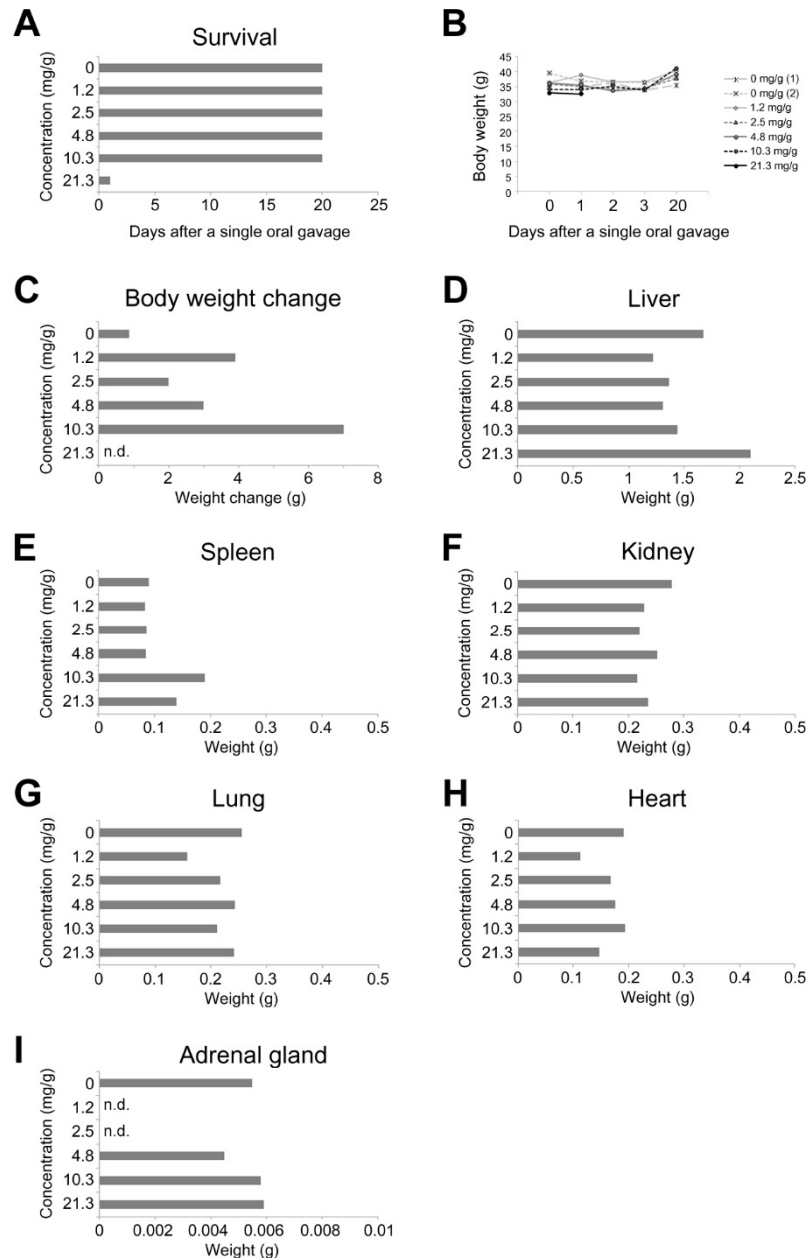 A
Survival
Concentration (mg/g)
0
1.2
2.5
4.8
10.3
21.3
0 5 10 15 20 25
Days after a single oral gavage
B
Body weight (g)
45
40
35
30
25
20
15
10
5
0
0 1 2 3 20
Days after a single oral gavage
0 mg/g (1)
0 mg/g (2)
1.2 mg/g
2.5 mg/g
4.8 mg/g
10.3 mg/g
21.3 mg/g
C
Body weight change
Concentration (mg/g)
0
1.2
2.5
4.8
10.3
21.3 n.d.
0 2 4 6 8
Weight change (g)
D
Liver
Concentration (mg/g)
0
1.2
2.5
4.8
10.3
21.3
0 0.5 1 1.5 2 2.5
Weight (g)
E
Spleen
Concentration (mg/g)
0
1.2
2.5
4.8
10.3
21.3
0 0.1 0.2 0.3 0.4 0.5
Weight (g)
F
Kidney
Concentration (mg/g)
0
1.2
2.5
4.8
10.3
21.3
0 0.1 0.2 0.3 0.4 0.5
Weight (g)
G
Lung
Concentration (mg/g)
0
1.2
2.5
4.8
10.3
21.3
0 0.1 0.2 0.3 0.4 0.5
Weight (g)
H
Heart
Concentration (mg/g)
0
1.2
2.5
4.8
10.3
21.3
0 0.1 0.2 0.3 0.4 0.5
Weight (g)
I
Adrenal gland
Concentration (mg/g)
0
1.2 n.d.
2.5 n.d.
4.8
10.3
21.3
0 0.002 0.004 0.006 0.008 0.01
Weight (g)